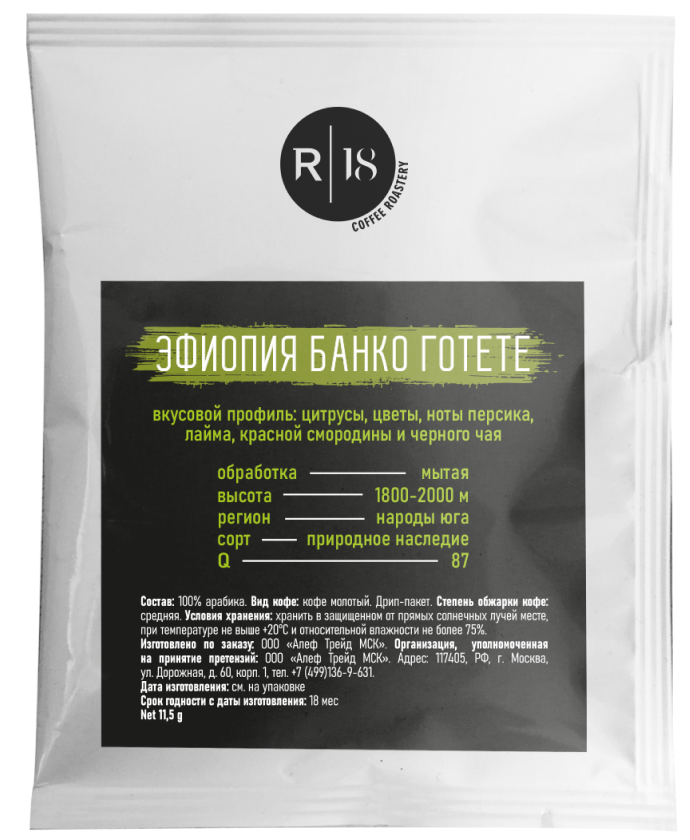 R 18
COFFEE ROASTERY
ЭФИОПИЯ БАНКО ГОТЕТЕ
вкусовой профиль: цитрусы, цветы, ноты персика,
лайма, красной смородины и черного чая
обработка мытая
высота 1800-2000 м
регион народы юга
сорт природное наследие
Q 87
Состав: 100% арабика. Вид кофе: кофе молотый. Дрип-пакет. Степень обжарки кофе:
средняя. Условия хранения: хранить в защищенном от прямых солнечных лучей месте,
при температуре не выше +20°С и относительной влажности не более 75%.
Изготовлено по заказу: ООО «Алеф Трейд МСК». Организация, уполномоченная
на принятие претензий: ООО «Алеф Трейд МСК». Адрес: 117405, РФ, г. Москва,
ул. Дорожная, д. 60, корп. 1, тел. +7 (499)136-9-631.
Дата изготовления: см. на упаковке
Срок годности с даты изготовления: 18 мес
Net 11,5 g